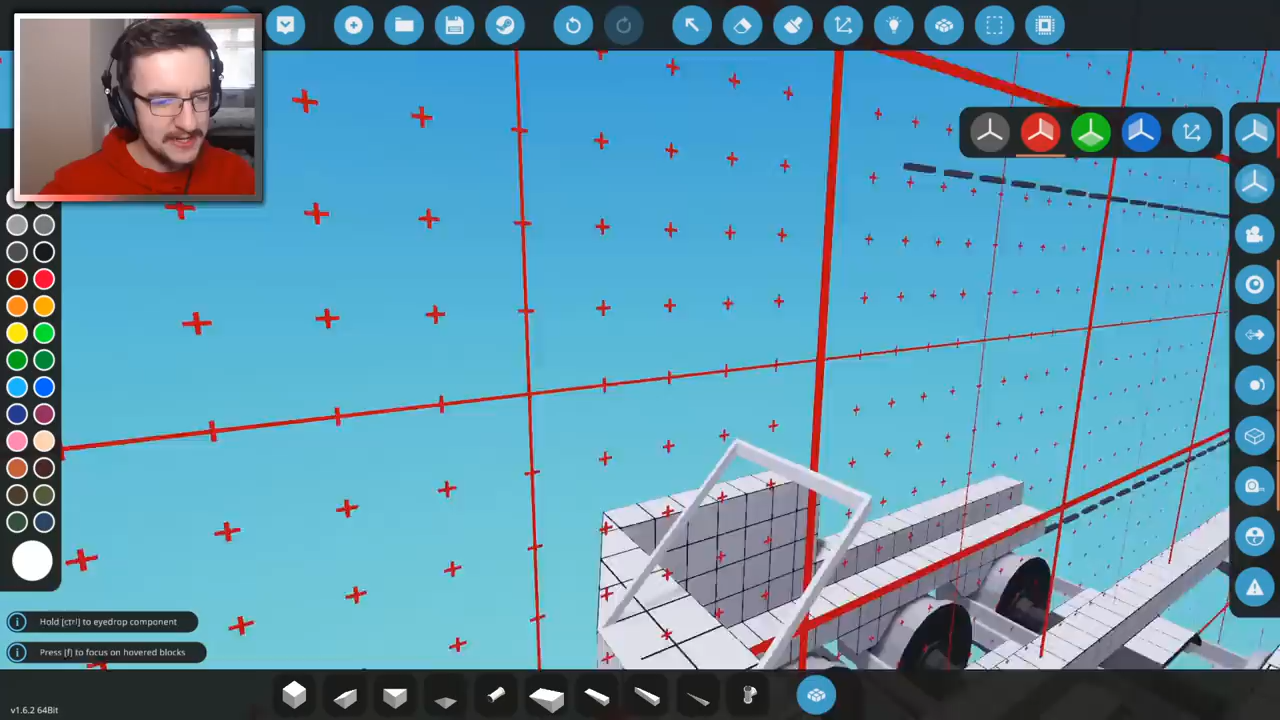 Hold [ctrl] to eyedrop component
Press [f] to focus on hovered blocks
v1.6.2 64Bit